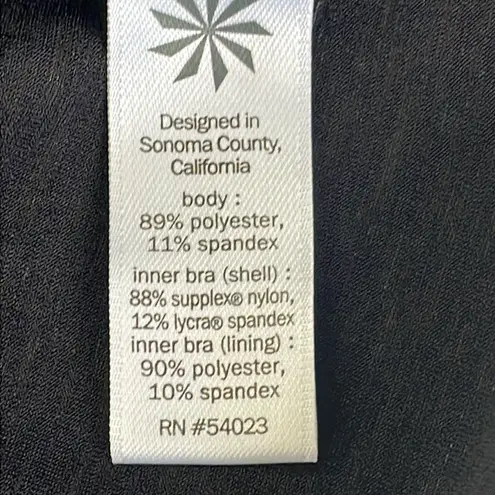 Designed in
Sonoma County,
California
body :
89% polyester,
11% spandex
inner bra (shell) :
88% supplex® nylon,
12% lycra® spandex
inner bra (lining) :
90% polyester,
10% spandex
RN #54023